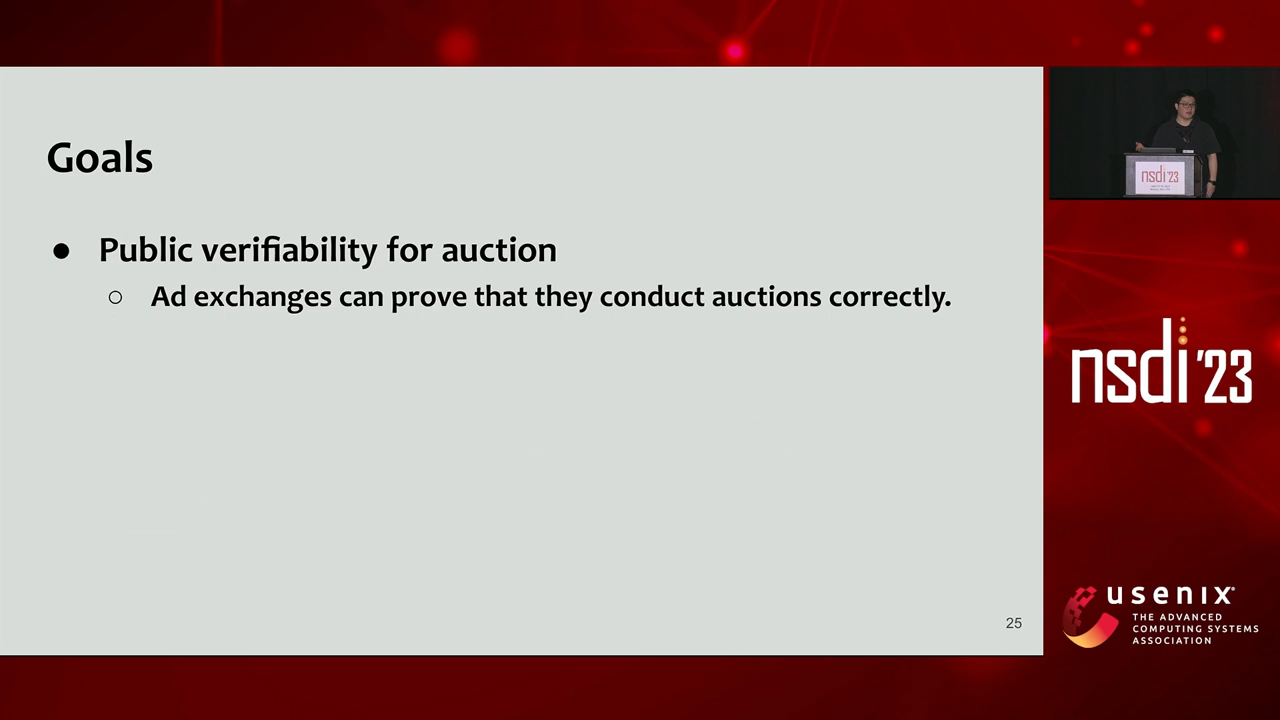 Goals
● Public verifiability for auction
○ Ad exchanges can prove that they conduct auctions correctly.
25
nsdi'23
nsdi '23
usenix®
THE ADVANCED
COMPUTING SYSTEMS
ASSOCIATION